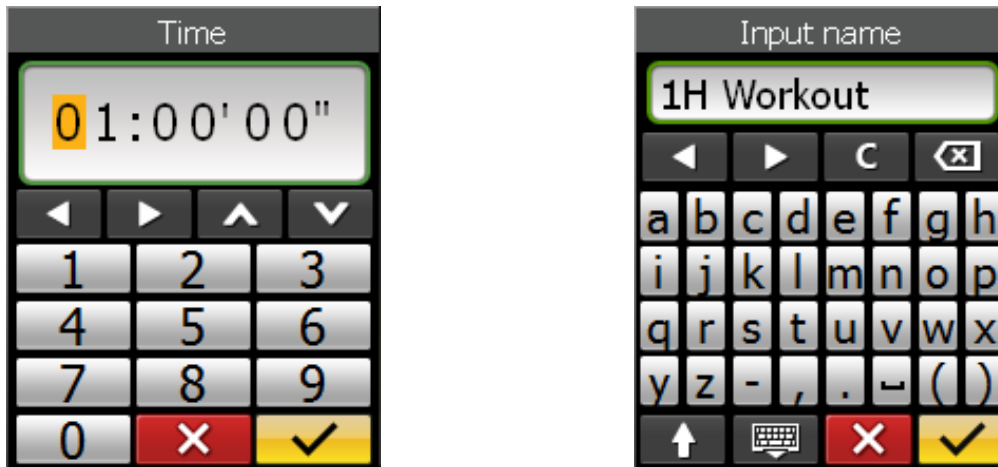 Time
01:00'00"
1 2 3
4 5 6
7 8 9
0
Input name
1H Workout
C
a b c d e f g h
i j k l m n o p
q r s t u v w x
y z - , . ⎵ ( )